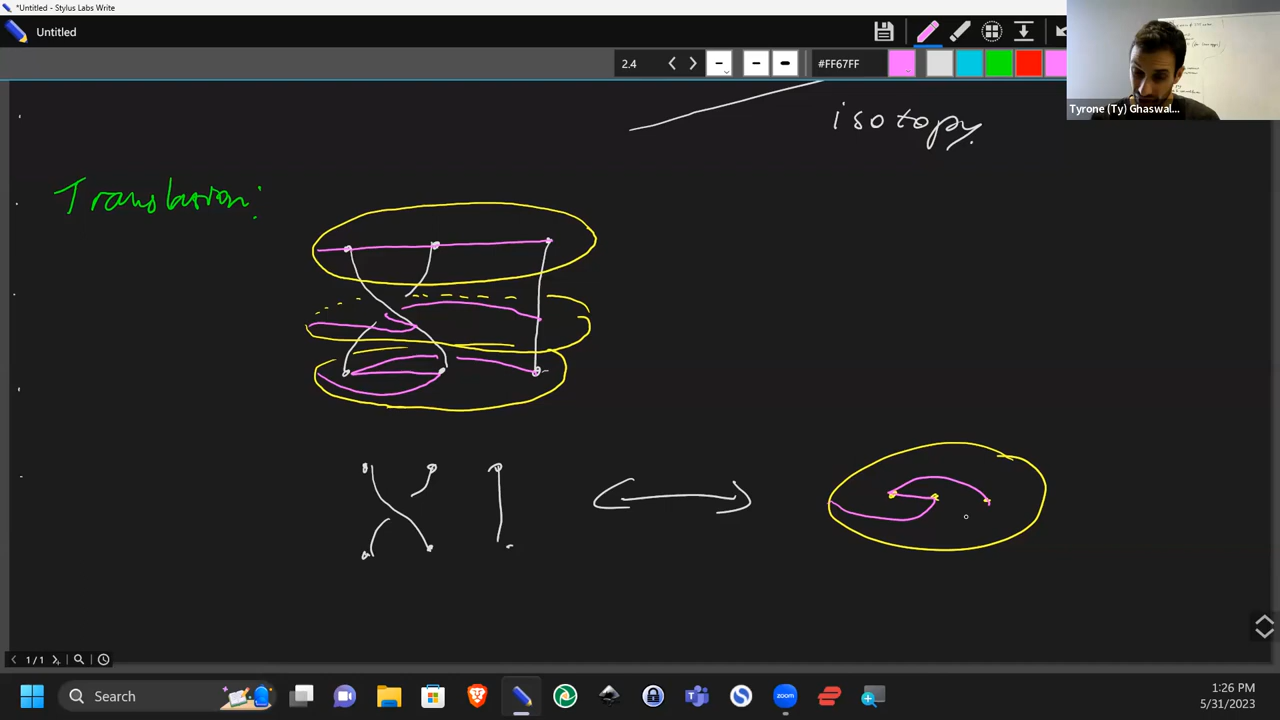 *Untitled - Stylus Labs Write
Untitled
2.4
#FF67FF
Tyrone (Ty) Ghaswal...
isotopy
Translation:
1/1
Search
zoom
1:26 PM
5/31/2023